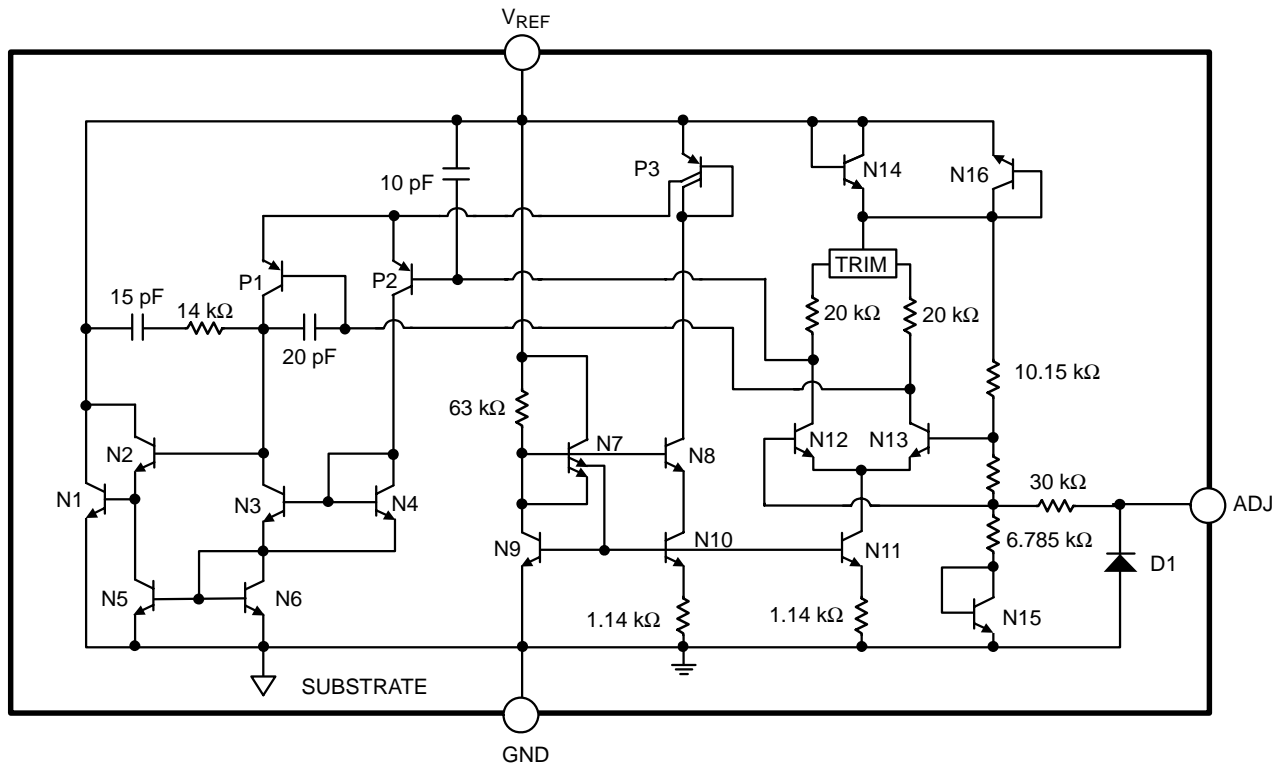 VREF
P3
N14
N16
10 pF
TRIM
P1
P2
15 pF
14 kΩ
20 kΩ
20 kΩ
20 pF
10.15 kΩ
63 kΩ
N7
N12
N13
N2
N8
N1
N3
N4
30 kΩ
ADJ
N9
N10
N11
6.785 kΩ
D1
N5
N6
1.14 kΩ
1.14 kΩ
N15
SUBSTRATE
GND